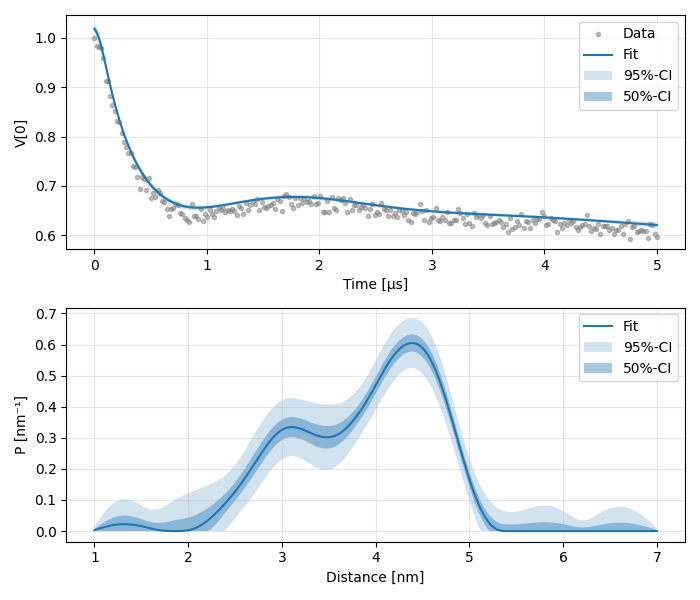 1.0
0.9
0.8
0.7
0.6
V[0]
Data
Fit
95%-CI
50%-CI
0 1 2 3 4 5
Time [μs]
0.7
0.6
0.5
0.4
0.3
0.2
0.1
0.0
P [nm⁻¹]
Fit
95%-CI
50%-CI
1 2 3 4 5 6 7
Distance [nm]